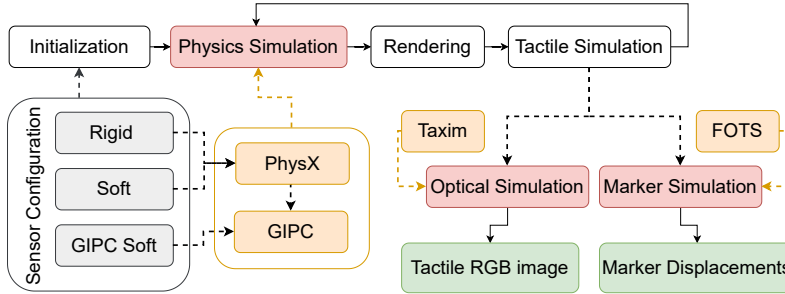 Initialization
Physics Simulation
Rendering
Tactile Simulation
Sensor Configuration
Rigid
Soft
GIPC Soft
PhysX
GIPC
Taxim
FOTS
Optical Simulation
Marker Simulation
Tactile RGB image
Marker Displacements